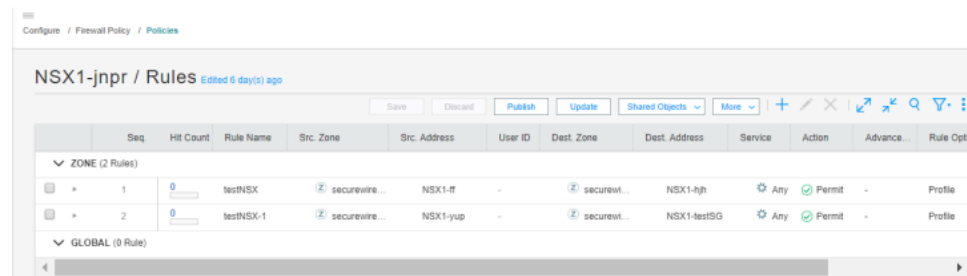 Configure / Firewall Policy / Policies
NSX1-jnpr / Rules Edited 6 day(s) ago
Save Discard Publish Update Shared Objects More
Seq. Hit Count Rule Name Src. Zone Src. Address User ID Dest. Zone Dest. Address Service Action Advance... Rule Opt
ZONE (2 Rules)
1 0 testNSX Z securewire... NSX1-ff - Z securewi... NSX1-hjh Any Permit - Profile
2 0 testNSX-1 Z securewire... NSX1-yup - Z securewi... NSX1-testSG Any Permit - Profile
GLOBAL (0 Rule)